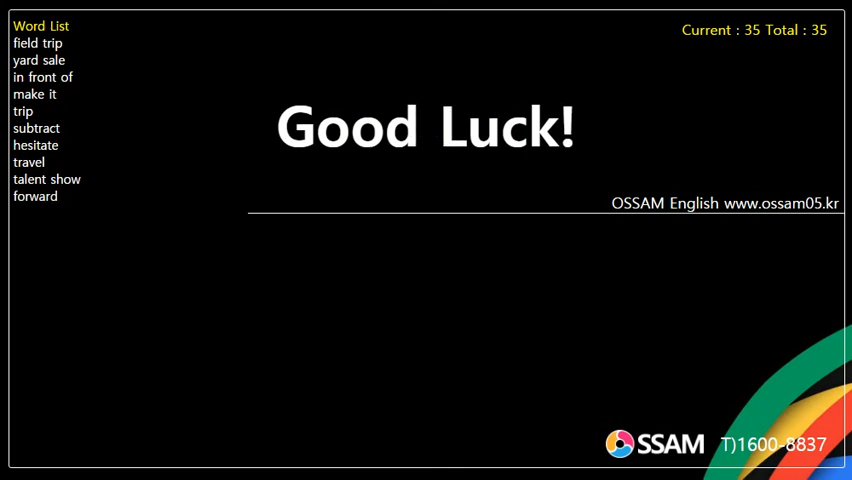 Word List
field trip
yard sale
in front of
make it
trip
subtract
hesitate
travel
talent show
forward
Current : 35 Total : 35
Good Luck!
OSSAM English www.ossam05.kr
OSSAM T)1600-8837